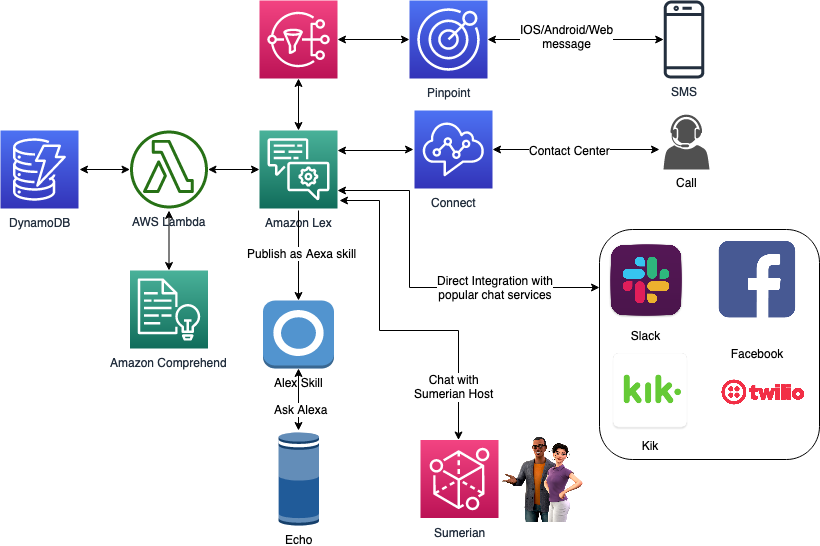 IOS/Android/Web
message
Pinpoint
SMS
Contact Center
Call
DynamoDB
AWS Lambda
Amazon Lex
Connect
Publish as Aexa skill
Direct Integration with
popular chat services
Slack
Facebook
Amazon Comprehend
Alex Skill
Ask Alexa
Chat with
Sumerian Host
kik
twilio
Kik
Echo
Sumerian